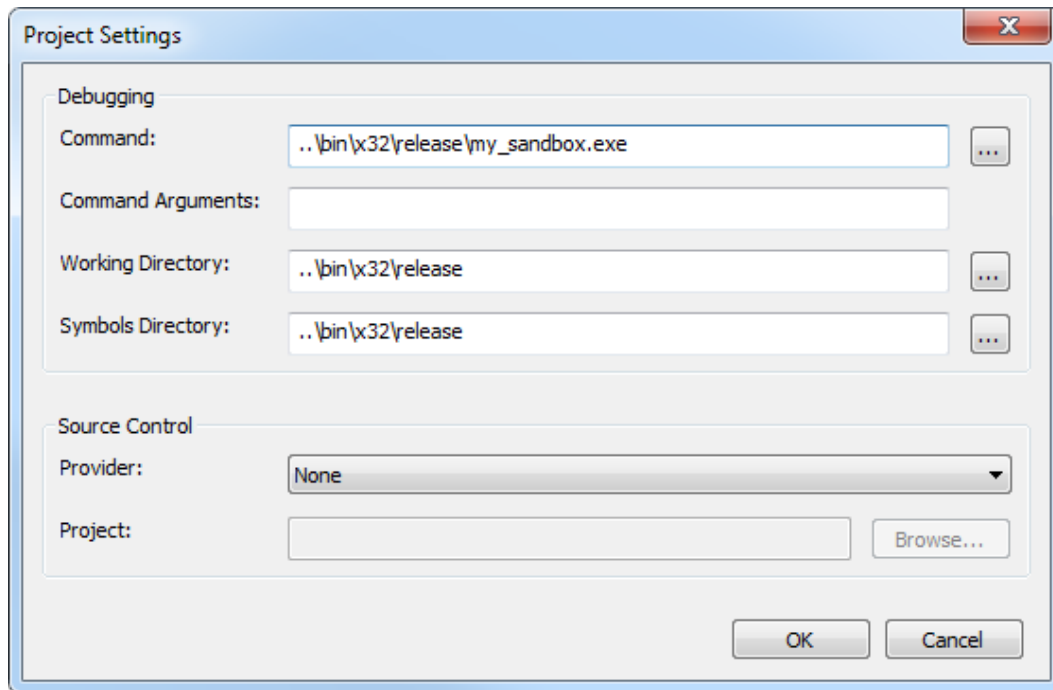 Project Settings
Debugging
Command: ..\bin\x32\release\my_sandbox.exe ...
Command Arguments:
Working Directory: ..\bin\x32\release ...
Symbols Directory: ..\bin\x32\release ...
Source Control
Provider: None
Project: Browse...
OK Cancel